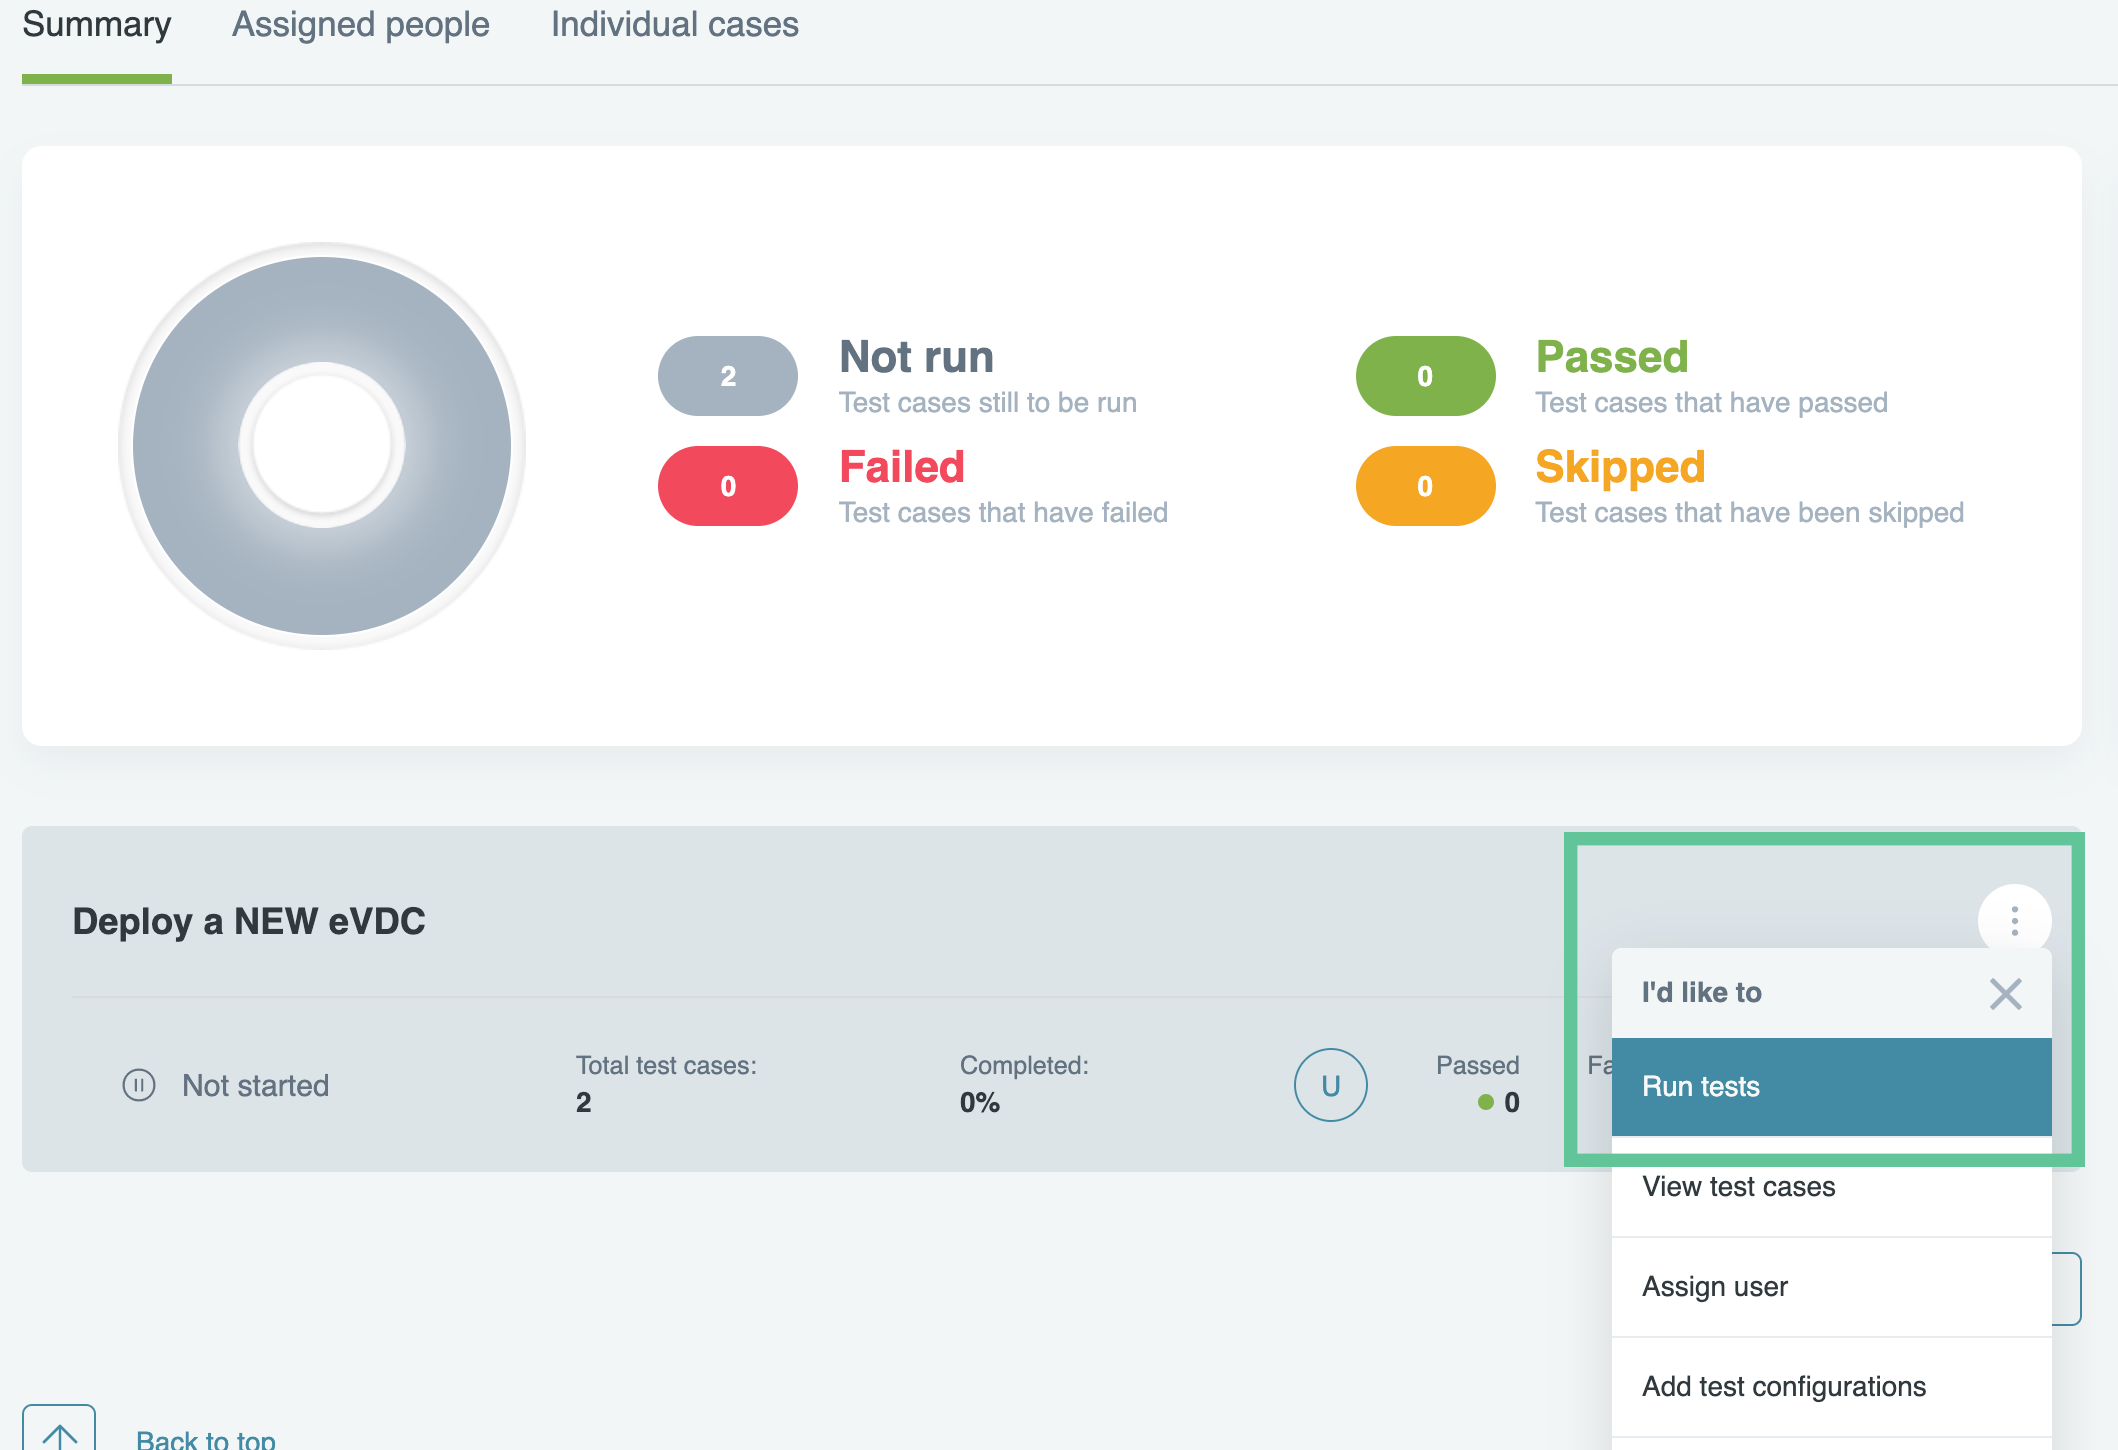 Summary
Assigned people
Individual cases
2
Not run
Test cases still to be run
0
Passed
Test cases that have passed
0
Failed
Test cases that have failed
0
Skipped
Test cases that have been skipped
Deploy a NEW eVDC
I'd like to
Not started
Total test cases:
2
Completed:
0%
U
Passed
0
Fa
Run tests
View test cases
Assign user
Add test configurations
Back to top